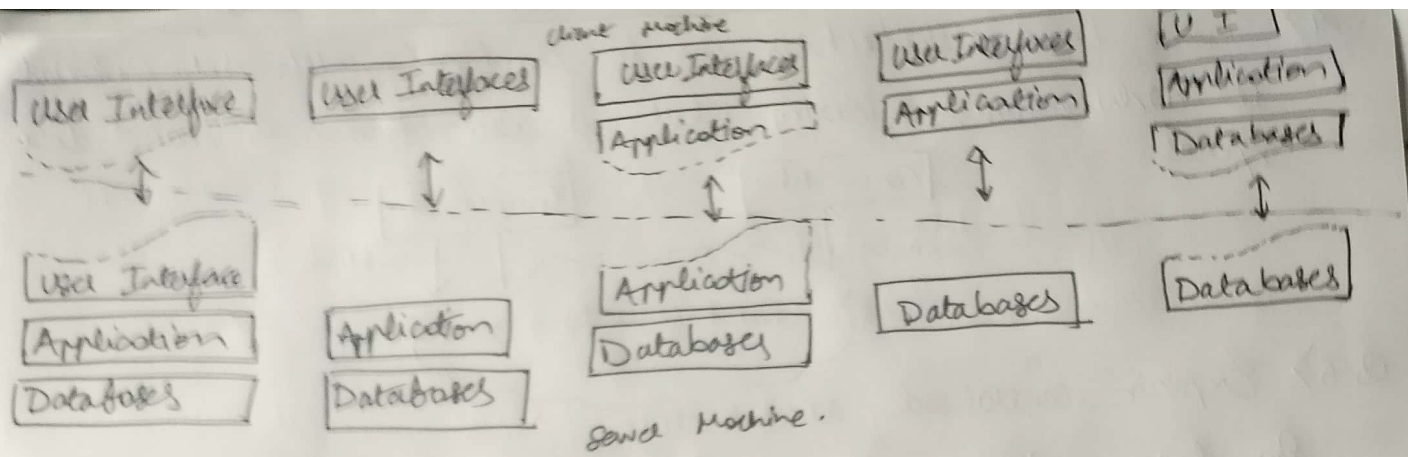 client Machine
User Interface
User Interfaces
User Interfaces
Application
User Interfaces
Application
U I
Application
Databases
User Interface
Application
Databases
Application
Databases
Application
Databases
Databases
Databases
Server Machine.